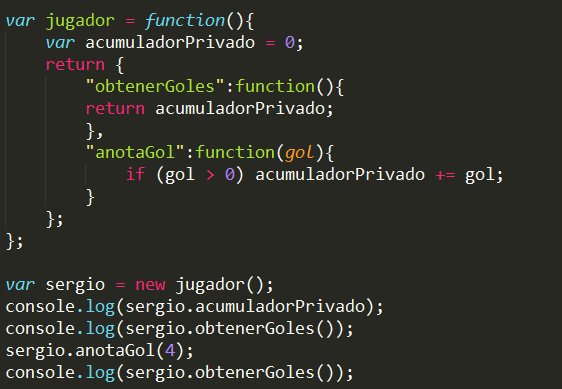 var jugador = function(){
    var acumuladorPrivado = 0;
    return {
        "obtenerGoles":function(){
        return acumuladorPrivado;
        },
        "anotaGol":function(gol){
            if (gol > 0) acumuladorPrivado += gol;
        }
    };
};

var sergio = new jugador();
console.log(sergio.acumuladorPrivado);
console.log(sergio.obtenerGoles());
sergio.anotaGol(4);
console.log(sergio.obtenerGoles());